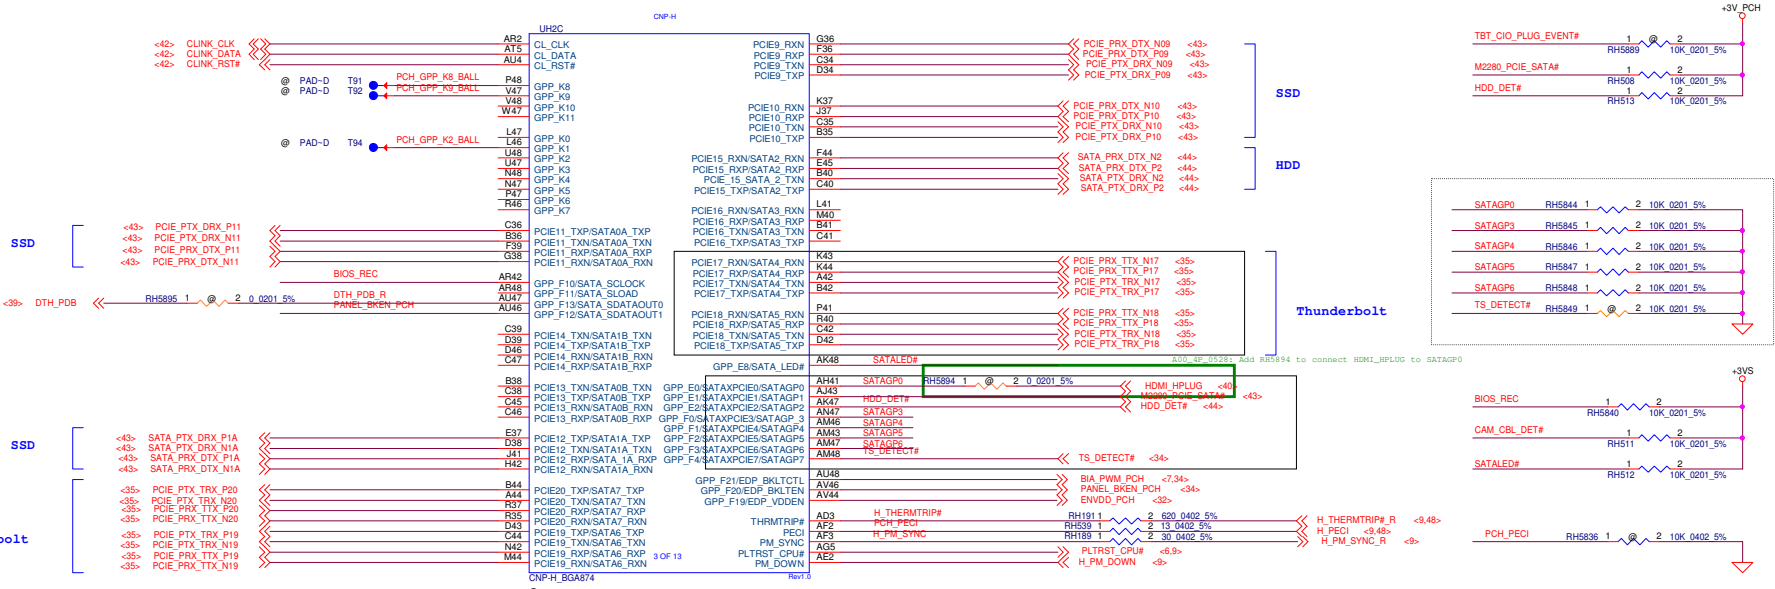 CNP-H
UH2C
<42> CLINK_CLK AR2 CL_CLK
<42> CLINK_DATA AT5 CL_DATA
<42> CLINK_RST# AU4 CL_RST#
@ PAD~D T91 PCH_GPP_K8_BALL P48 GPP_K8
@ PAD~D T92 PCH_GPP_K9_BALL V47 GPP_K9
V48 GPP_K10
W47 GPP_K11
L47 GPP_K0
@ PAD~D T94 PCH_GPP_K2_BALL L46 GPP_K1
U48 GPP_K2
U47 GPP_K3
N48 GPP_K4
N47 GPP_K5
P47 GPP_K6
R46 GPP_K7
SSD
<43> PCIE_PTX_DRX_P11 C36 PCIE11_TXP/SATA0A_TXP
<43> PCIE_PTX_DRX_N11 B36 PCIE11_TXN/SATA0A_TXN
<43> PCIE_PRX_DTX_P11 F39 PCIE11_RXP/SATA0A_RXP
<43> PCIE_PRX_DTX_N11 G38 PCIE11_RXN/SATA0A_RXN
BIOS_REC AR42 GPP_F10/SATA_SCLOCK
AR48 GPP_F11/SATA_SLOAD
<39> DTH_PDB RH5895 1 @ 2 0_0201_5% DTH_PDB_R AU47 GPP_F13/SATA_SDATAOUT0
PANEL_BKEN_PCH AU46 GPP_F12/SATA_SDATAOUT1
C39 PCIE14_TXN/SATA1B_TXN
D39 PCIE14_TXP/SATA1B_TXP
D46 PCIE14_RXN/SATA1B_RXN
C47 PCIE14_RXP/SATA1B_RXP
B38 PCIE13_TXN/SATA0B_TXN
C38 PCIE13_TXP/SATA0B_TXP
C45 PCIE13_RXN/SATA0B_RXN
C46 PCIE13_RXP/SATA0B_RXP
SSD
<43> SATA_PTX_DRX_P1A E37 PCIE12_TXP/SATA1A_TXP
<43> SATA_PTX_DRX_N1A D38 PCIE12_TXN/SATA1A_TXN
<43> SATA_PRX_DTX_P1A J41 PCIE12_RXP/SATA_1A_RXP
<43> SATA_PRX_DTX_N1A H42 PCIE12_RXN/SATA1A_RXN
<35> PCIE_PTX_TRX_P20 B44 PCIE20_TXP/SATA7_TXP
<35> PCIE_PTX_TRX_N20 A44 PCIE20_TXN/SATA7_TXN
<35> PCIE_PRX_TTX_P20 R37 PCIE20_RXP/SATA7_RXP
<35> PCIE_PRX_TTX_N20 R35 PCIE20_RXN/SATA7_RXN
bolt
<35> PCIE_PTX_TRX_P19 D43 PCIE19_TXP/SATA6_TXP
<35> PCIE_PTX_TRX_N19 C44 PCIE19_TXN/SATA6_TXN
<35> PCIE_PRX_TTX_P19 N42 PCIE19_RXP/SATA6_RXP
<35> PCIE_PRX_TTX_N19 M44 PCIE19_RXN/SATA6_RXN
3 OF 13
CNP-H_BGA874
Rev1.0
PCIE9_RXN G36 PCIE_PRX_DTX_N09 <43>
PCIE9_RXP F36 PCIE_PRX_DTX_P09 <43>
PCIE9_TXN C34 PCIE_PTX_DRX_N09 <43>
PCIE9_TXP D34 PCIE_PTX_DRX_P09 <43>
SSD
PCIE10_RXN K37 PCIE_PRX_DTX_N10 <43>
PCIE10_RXP J37 PCIE_PRX_DTX_P10 <43>
PCIE10_TXN C35 PCIE_PTX_DRX_N10 <43>
PCIE10_TXP B35 PCIE_PTX_DRX_P10 <43>
PCIE15_RXN/SATA2_RXN F44 SATA_PRX_DTX_N2 <44>
PCIE15_RXP/SATA2_RXP E45 SATA_PRX_DTX_P2 <44>
PCIE_15_SATA_2_TXN B40 SATA_PTX_DRX_N2 <44>
PCIE15_TXP/SATA2_TXP C40 SATA_PTX_DRX_P2 <44>
HDD
PCIE16_RXN/SATA3_RXN L41
PCIE16_RXP/SATA3_RXP M40
PCIE16_TXN/SATA3_TXN B41
PCIE16_TXP/SATA3_TXP C41
PCIE17_RXN/SATA4_RXN K43 PCIE_PRX_TTX_N17 <35>
PCIE17_RXP/SATA4_RXP K44 PCIE_PRX_TTX_P17 <35>
PCIE17_TXN/SATA4_TXN A42 PCIE_PTX_TRX_N17 <35>
PCIE17_TXP/SATA4_TXP B42 PCIE_PTX_TRX_P17 <35>
Thunderbolt
PCIE18_RXN/SATA5_RXN P41 PCIE_PRX_TTX_N18 <35>
PCIE18_RXP/SATA5_RXP R40 PCIE_PRX_TTX_P18 <35>
PCIE18_TXN/SATA5_TXN C42 PCIE_PTX_TRX_N18 <35>
PCIE18_TXP/SATA5_TXP D42 PCIE_PTX_TRX_P18 <35>
A00_4P_0528: Add RH5894 to connect HDMI_HPLUG to SATAGP0
GPP_E8/SATA_LED# AK48 SATALED#
GPP_E0/SATAXPCIE0/SATAGP0 AH41 SATAGP0 RH5894 1 @ 2 0_0201_5% HDMI_HPLUG <40>
GPP_E1/SATAXPCIE1/SATAGP1 AJ43 M2280_PCIE_SATA# <43>
GPP_E2/SATAXPCIE2/SATAGP2 AK47 HDD_DET# HDD_DET# <44>
GPP_F0/SATAXPCIE3/SATAGP_3 AN47 SATAGP3
GPP_F1/SATAXPCIE4/SATAGP4 AM46 SATAGP4
GPP_F2/SATAXPCIE5/SATAGP5 AM43 SATAGP5
GPP_F3/SATAXPCIE6/SATAGP6 AM47 SATAGP6
GPP_F4/SATAXPCIE7/SATAGP7 AM48 TS_DETECT# TS_DETECT# <34>
GPP_F21/EDP_BKLTCTL AU48 BIA_PWM_PCH <7,34>
GPP_F20/EDP_BKLTEN AV46 PANEL_BKEN_PCH <34>
GPP_F19/EDP_VDDEN AV44 ENVDD_PCH <32>
THRMTRIP# AD3 H_THERMTRIP# RH191 1 2 620_0402_5% H_THERMTRIP#_R <9,48>
PECI AF2 PCH_PECI RH539 1 2 13_0402_5% H_PECI <9,48>
PM_SYNC AF3 H_PM_SYNC RH189 1 2 30_0402_5% H_PM_SYNC_R <9>
PLTRST_CPU# AG5 PLTRST_CPU# <6,9>
PM_DOWN AE2 H_PM_DOWN <9>
+3V_PCH
TBT_CIO_PLUG_EVENT# RH5889 1 @ 2 10K_0201_5%
M2280_PCIE_SATA# RH508 1 2 10K_0201_5%
HDD_DET# RH513 1 2 10K_0201_5%
SATAGP0 RH5844 1 2 10K_0201_5%
SATAGP3 RH5845 1 2 10K_0201_5%
SATAGP4 RH5846 1 2 10K_0201_5%
SATAGP5 RH5847 1 2 10K_0201_5%
SATAGP6 RH5848 1 2 10K_0201_5%
TS_DETECT# RH5849 1 @ 2 10K_0201_5%
+3VS
BIOS_REC RH5840 1 2 10K_0201_5%
CAM_CBL_DET# RH511 1 2 10K_0201_5%
SATALED# RH512 1 2 10K_0201_5%
PCH_PECI RH5836 1 @ 2 10K_0402_5%